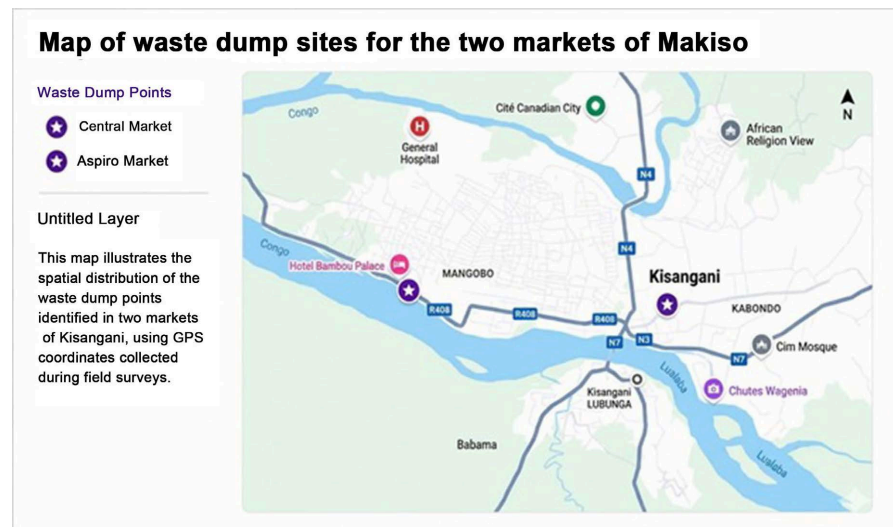 Map of waste dump sites for the two markets of Makiso
Waste Dump Points
Central Market
Aspiro Market
Untitled Layer
This map illustrates the
spatial distribution of the
waste dump points
identified in two markets
of Kisangani, using GPS
coordinates collected
during field surveys.
Congo
H
General
Hospital
Cité Canadian City
African
Religion View
N
N4
N4
Congo
Hotel Bambou Palace
MANGOBO
Kisangani
KABONDO
R408
R408
R408
N7
N3
N7
Cim Mosque
Kisangani
LUBUNGA
Lualaba
Chutes Wagenia
Babama
Lualaba